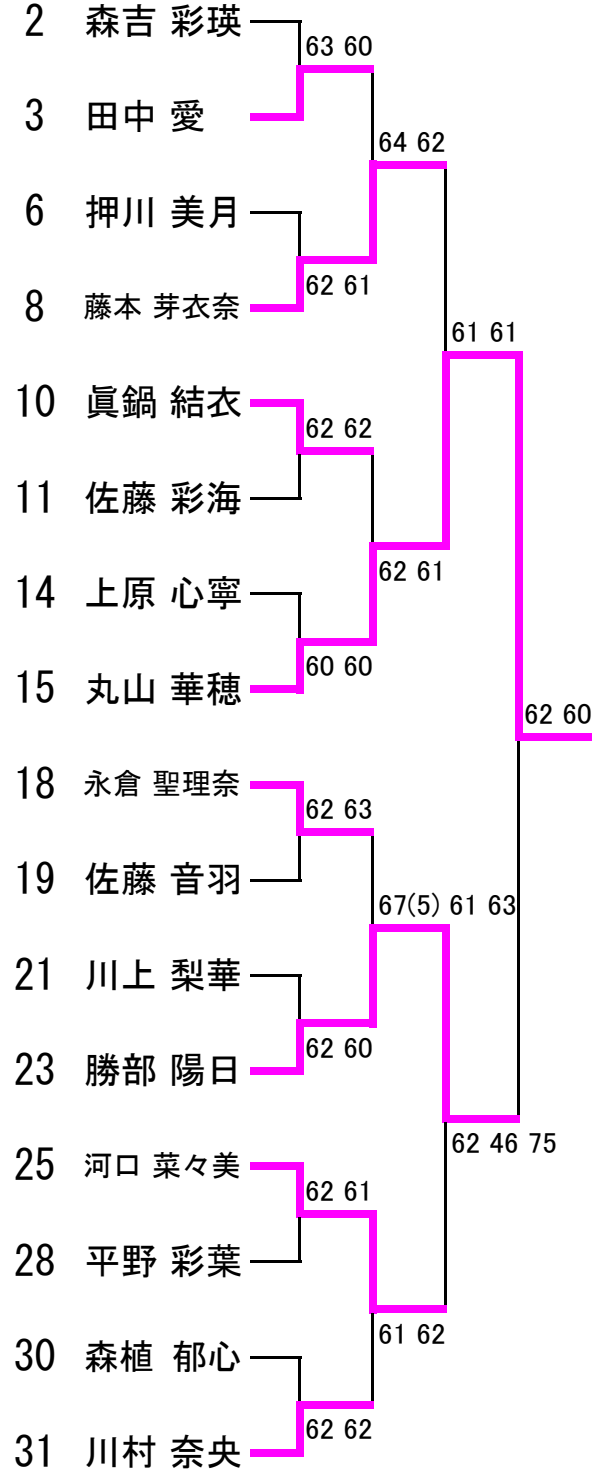 2 森吉 彩瑛
63 60
3 田中 愛
64 62
6 押川 美月
62 61
8 藤本 芽衣奈
61 61
10 眞鍋 結衣
62 62
11 佐藤 彩海
62 61
14 上原 心寧
60 60
15 丸山 華穂
62 60
18 永倉 聖理奈
62 63
19 佐藤 音羽
67(5) 61 63
21 川上 梨華
62 60
23 勝部 陽日
62 46 75
25 河口 菜々美
62 61
28 平野 彩葉
61 62
30 森植 郁心
62 62
31 川村 奈央